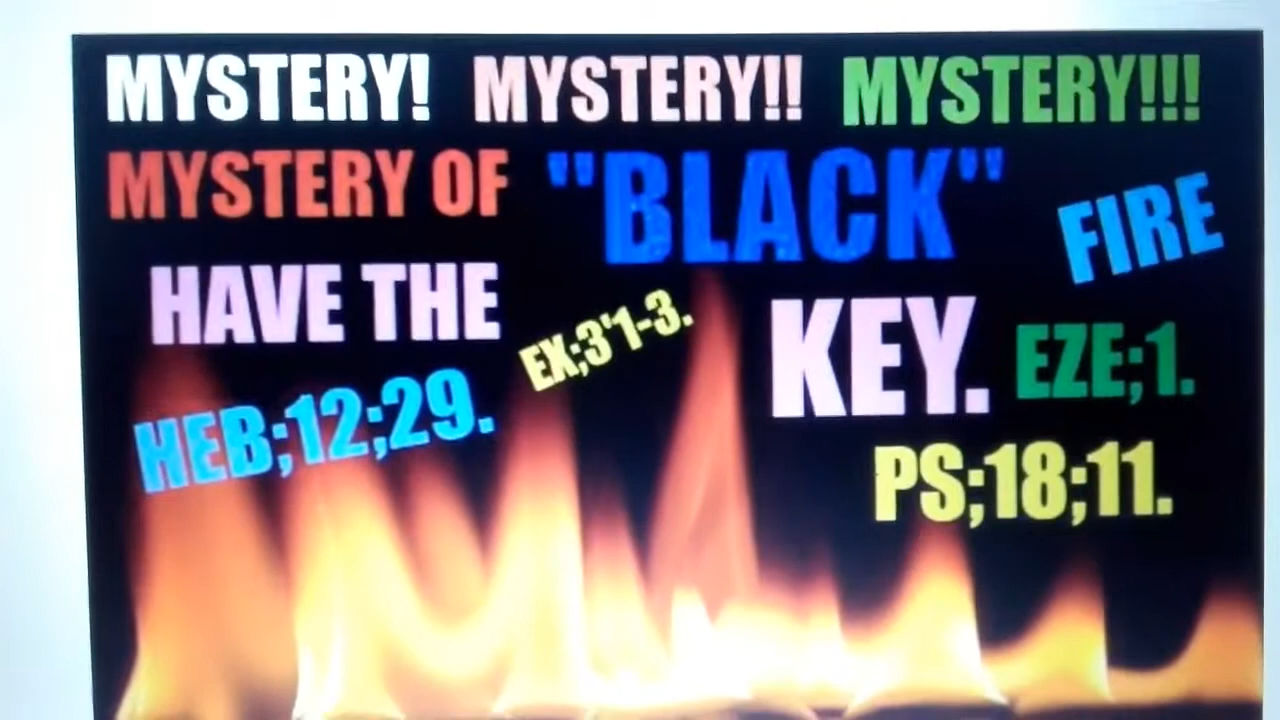 MYSTERY! MYSTERY!! MYSTERY!!!
MYSTERY OF "BLACK" FIRE
HAVE THE KEY.
EX;3'1-3.
EZE;1.
HEB;12;29.
PS;18;11.